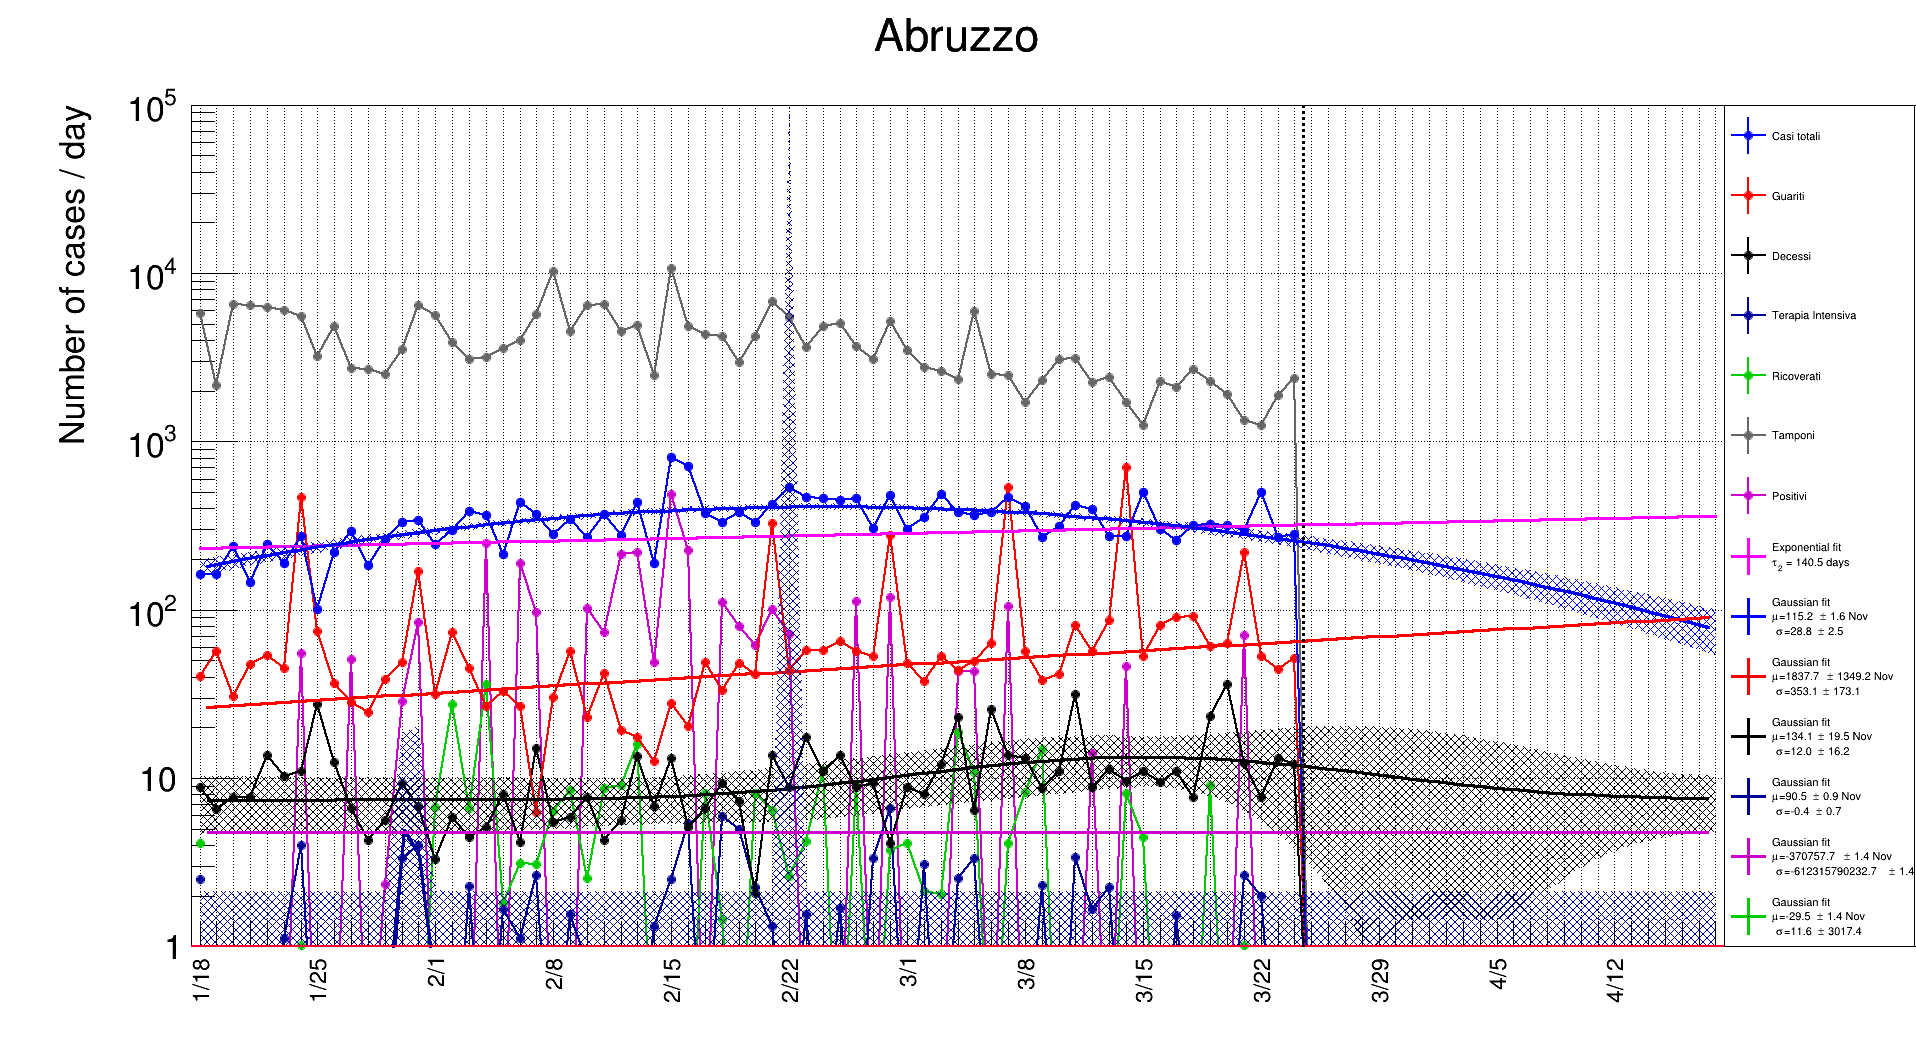 Abruzzo
Number of cases / day
10^5
10^4
10^3
10^2
10
1
1/18
1/25
2/1
2/8
2/15
2/22
3/1
3/8
3/15
3/22
3/29
4/5
4/12
Casi totali
Guariti
Decessi
Terapia Intensiva
Ricoverati
Tamponi
Positivi
Exponential fit
τ2 = 140.5 days
Gaussian fit
μ=115.2 ± 1.6 Nov
σ=28.8 ± 2.5
Gaussian fit
μ=1837.7 ± 1349.2 Nov
σ=353.1 ± 173.1
Gaussian fit
μ=134.1 ± 19.5 Nov
σ=12.0 ± 16.2
Gaussian fit
μ=90.5 ± 0.9 Nov
σ=-0.4 ± 0.7
Gaussian fit
μ=-370757.7 ± 1.4 Nov
σ=-612315790232.7 ± 1.4
Gaussian fit
μ=-29.5 ± 1.4 Nov
σ=11.6 ± 3017.4